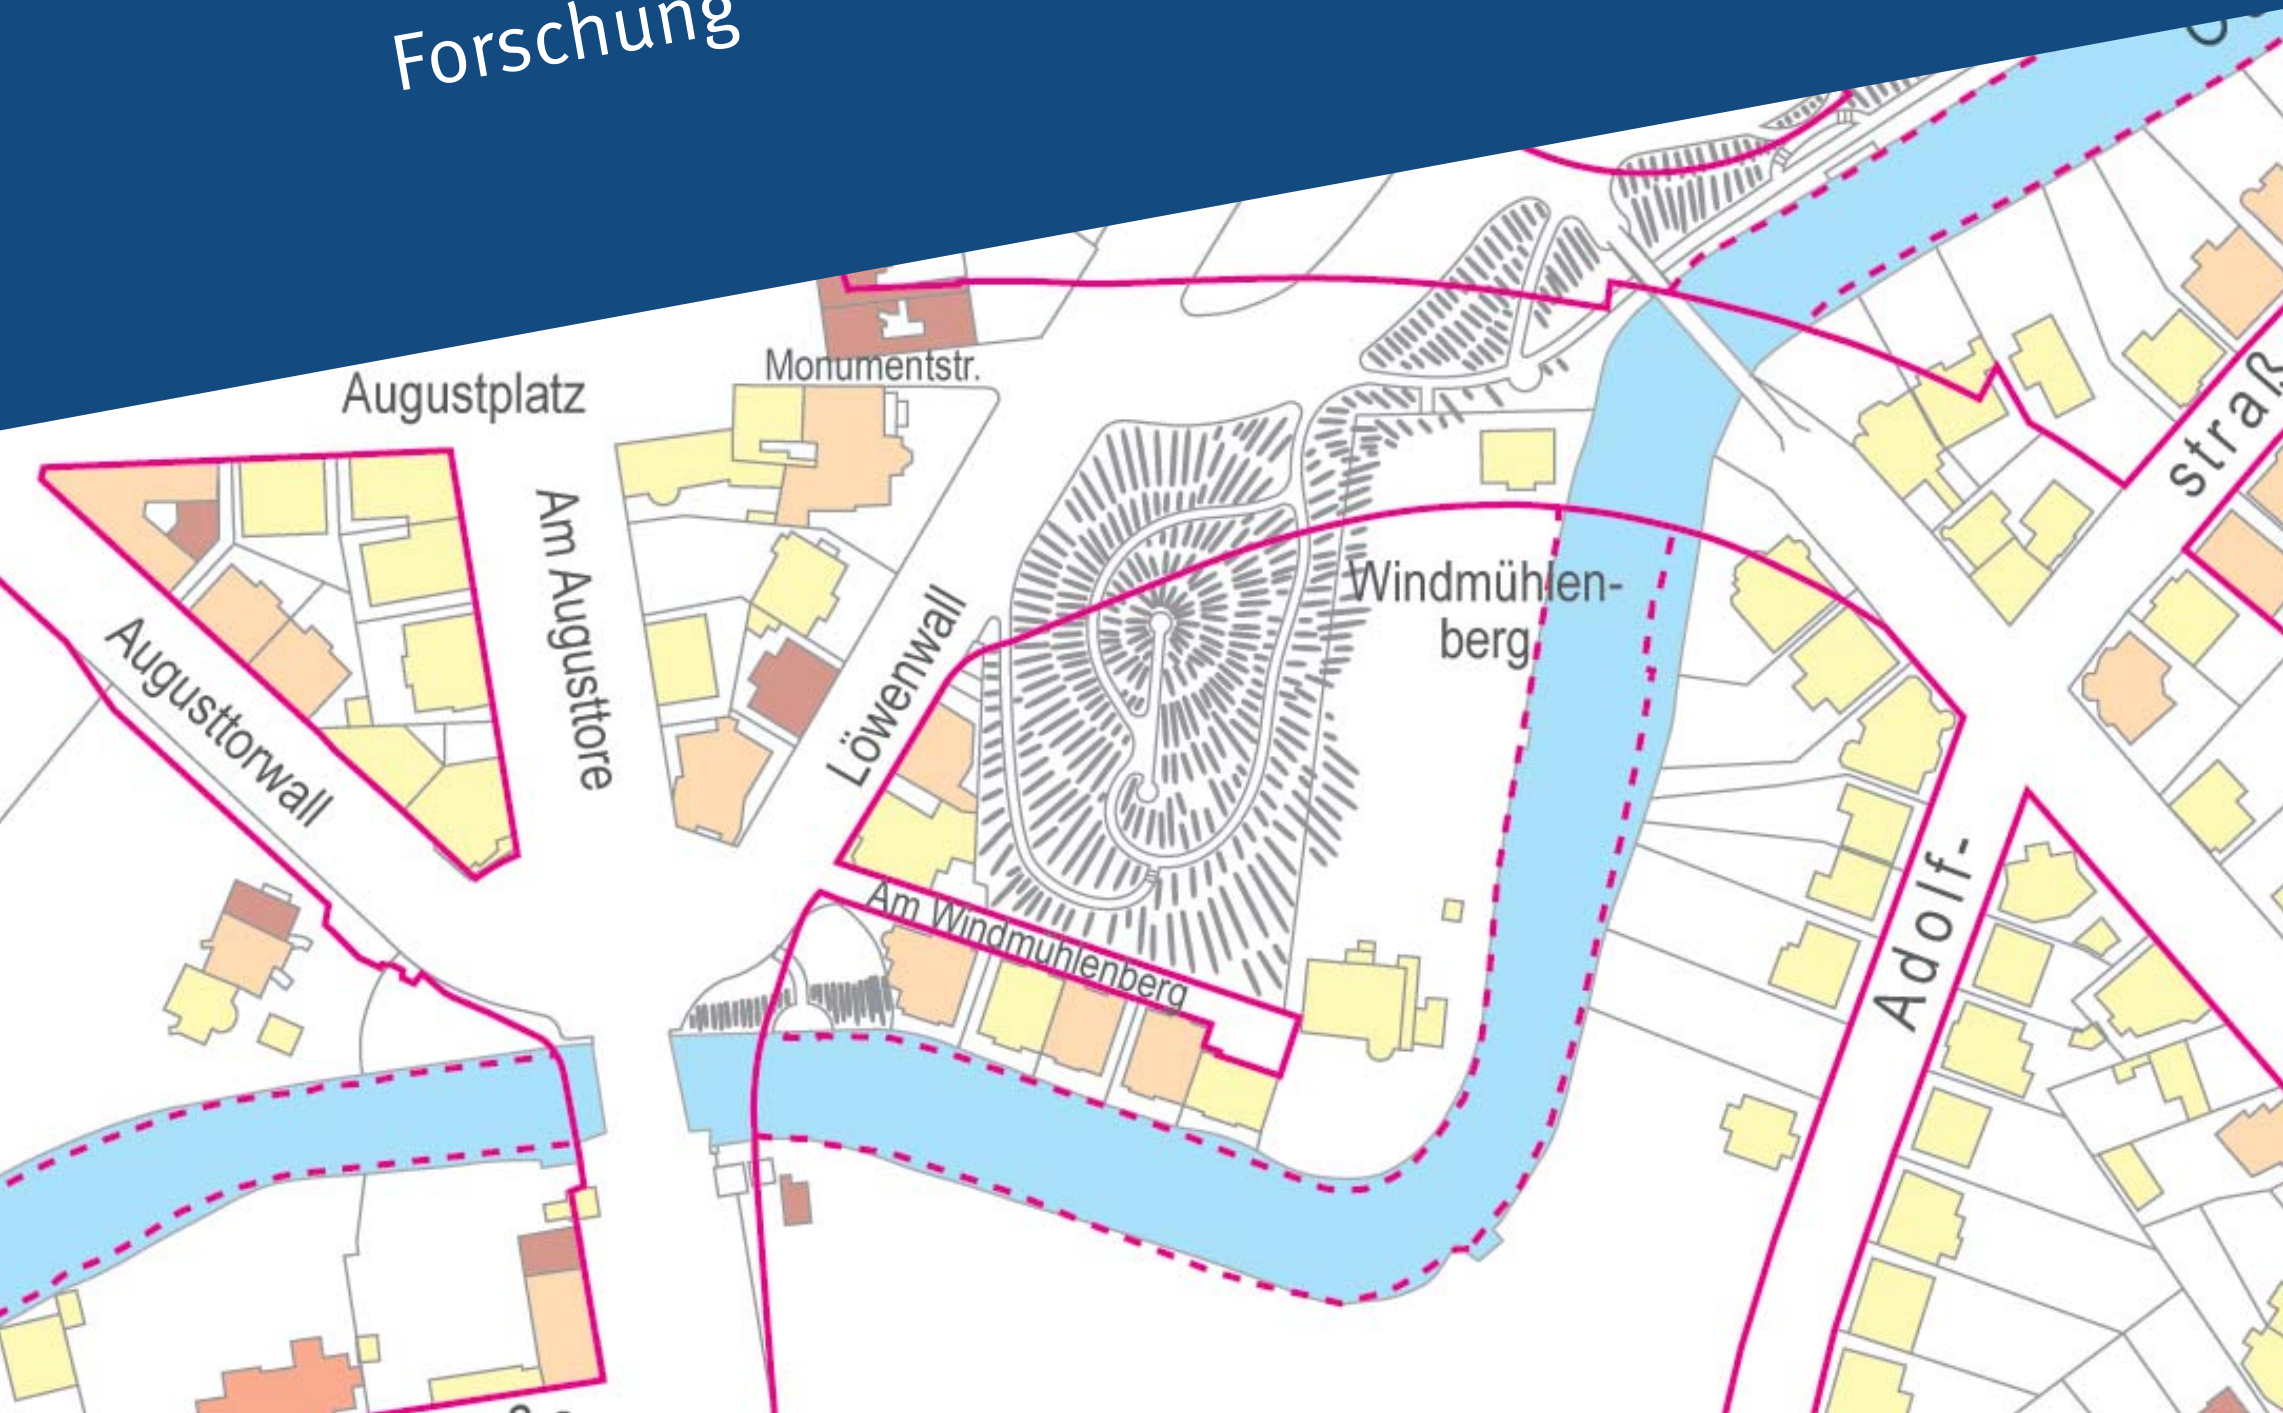 Forschung
Monumentstr.
Augustplatz
Am Augusttore
Augusttorwall
Löwenwall
Windmühlen-
berg
Am Windmühlenberg
Adolf-
straß